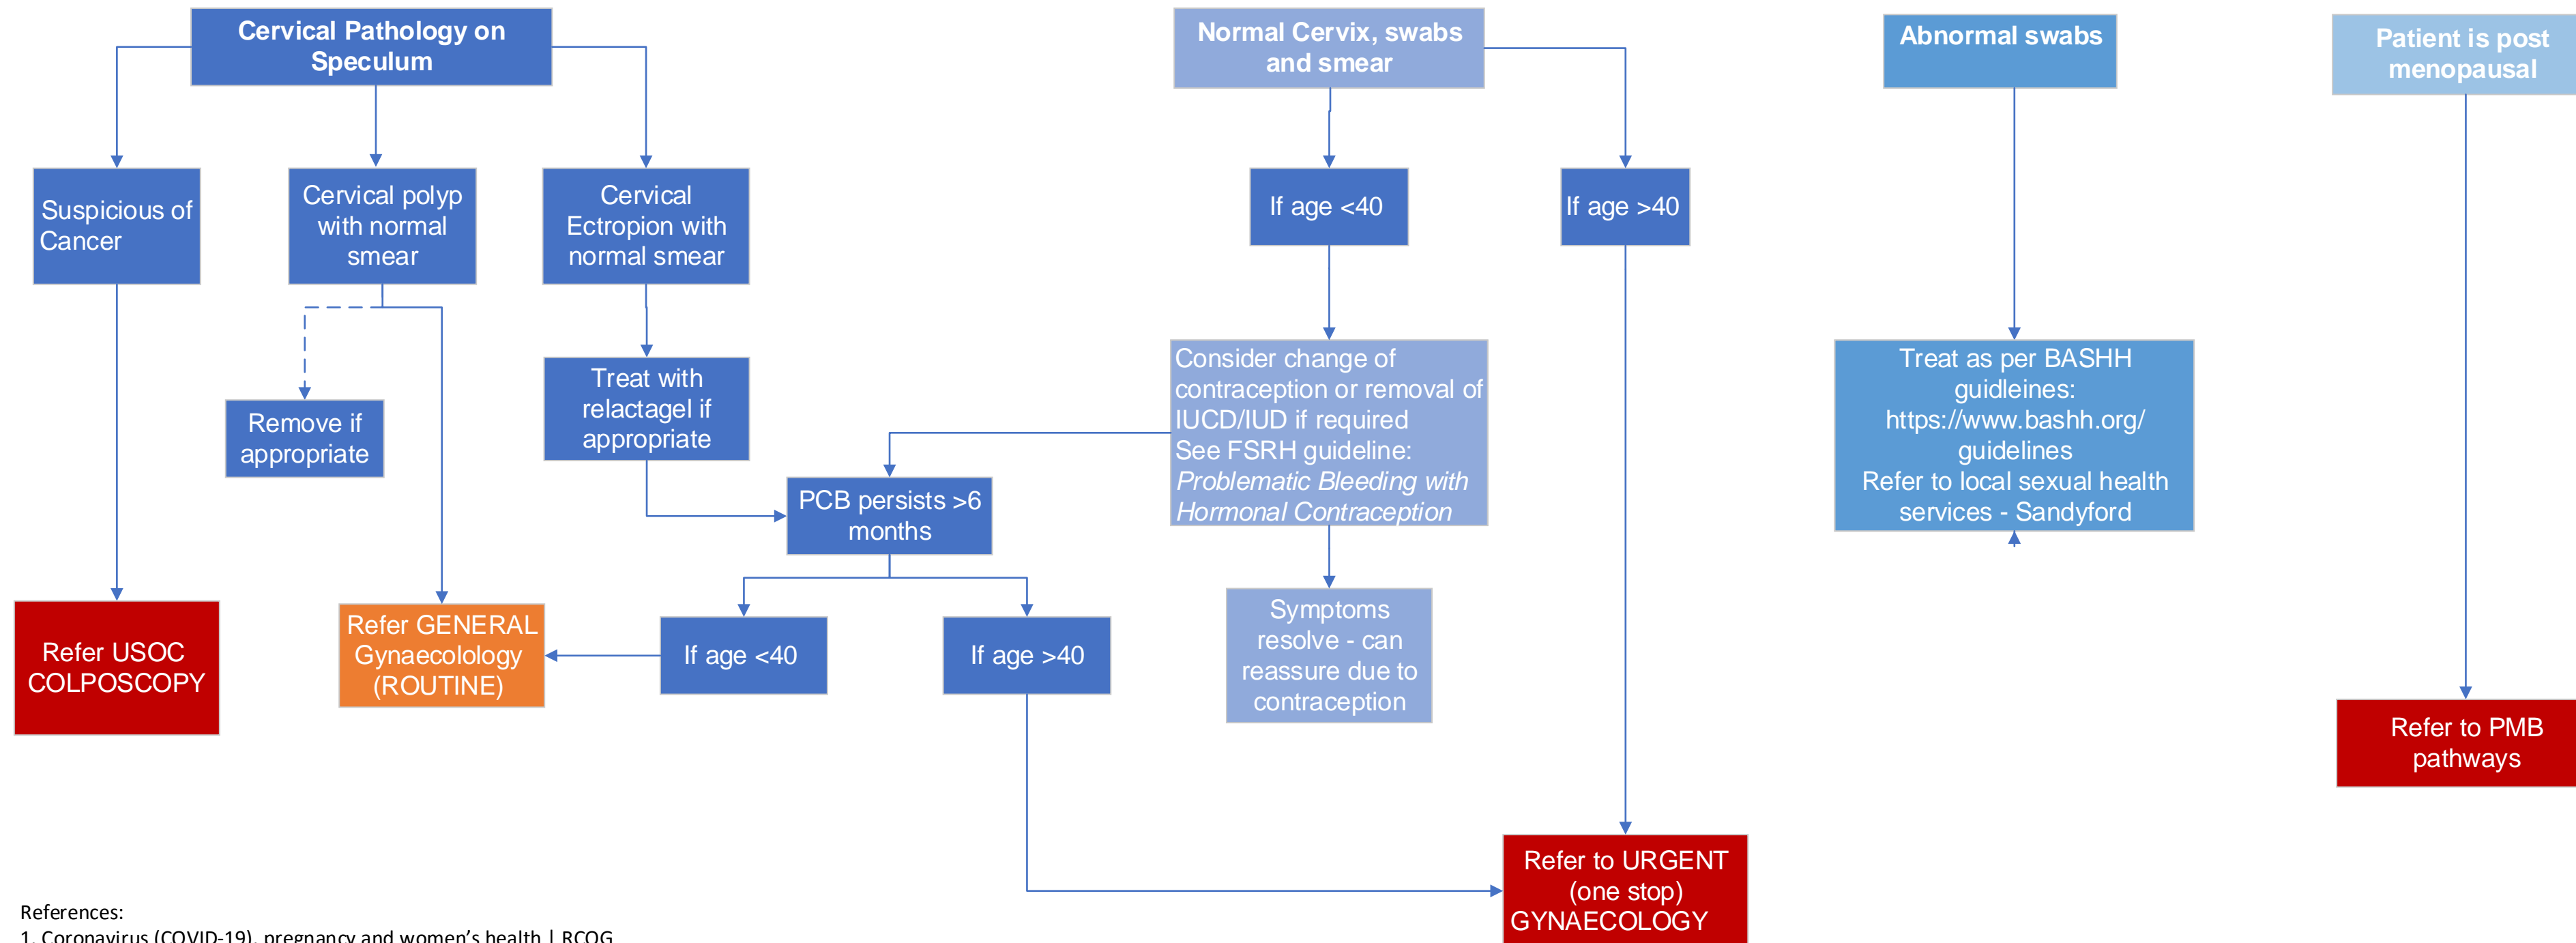 Cervical Pathology on
Speculum
Normal Cervix, swabs
and smear
Abnormal swabs
Patient is post
menopausal
Suspicious of
Cancer
Cervical polyp
with normal
smear
Cervical
Ectropion with
normal smear
If age <40
If age >40
Remove if
appropriate
Treat with
relactagel if
appropriate
Consider change of
contraception or removal of
IUCD/IUD if required
See FSRH guideline:
Problematic Bleeding with
Hormonal Contraception
Treat as per BASHH
guidleines:
https://www.bashh.org/
guidelines
Refer to local sexual health
services - Sandyford
PCB persists >6
months
Refer USOC
COLPOSCOPY
Refer GENERAL
Gynaecolology
(ROUTINE)
If age <40
If age >40
Symptoms
resolve - can
reassure due to
contraception
Refer to PMB
pathways
Refer to URGENT
(one stop)
GYNAECOLOGY
References:
1. Coronavirus (COVID-19), pregnancy and women's health | RCOG